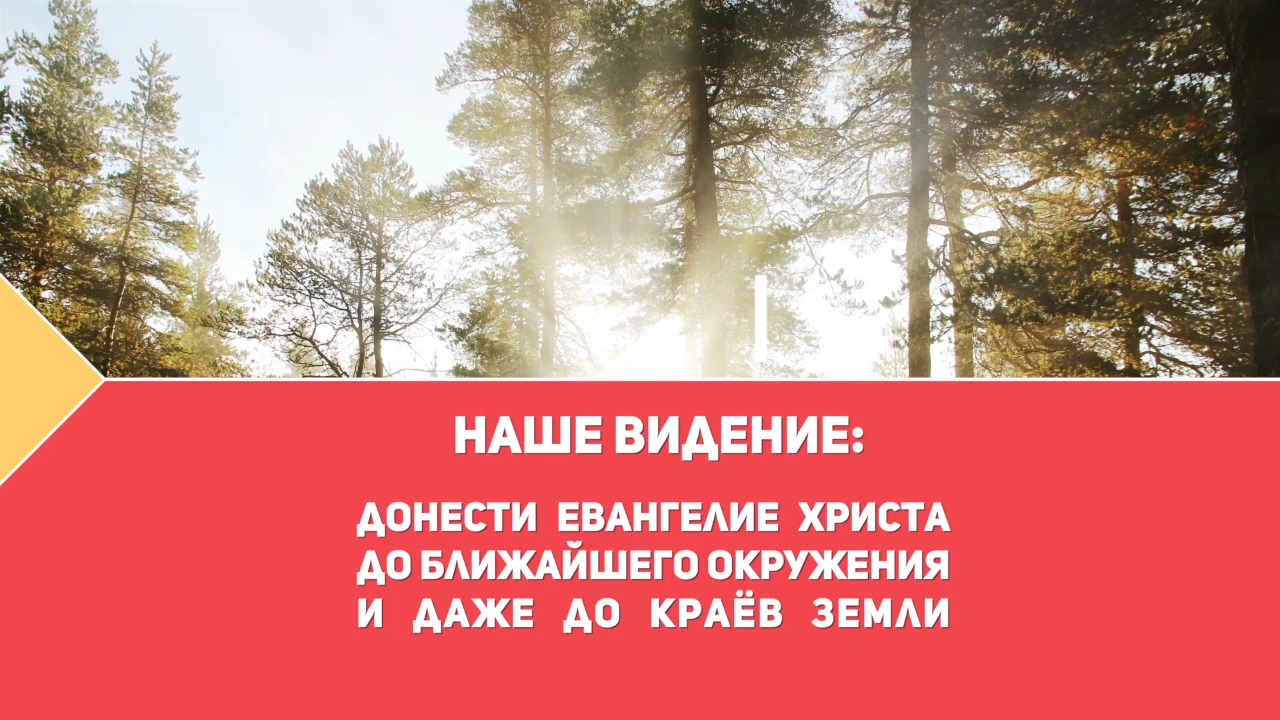 НАШЕ ВИДЕНИЕ:
ДОНЕСТИ ЕВАНГЕЛИЕ ХРИСТА
ДО БЛИЖАЙШЕГО ОКРУЖЕНИЯ
И ДАЖЕ ДО КРАЁВ ЗЕМЛИ